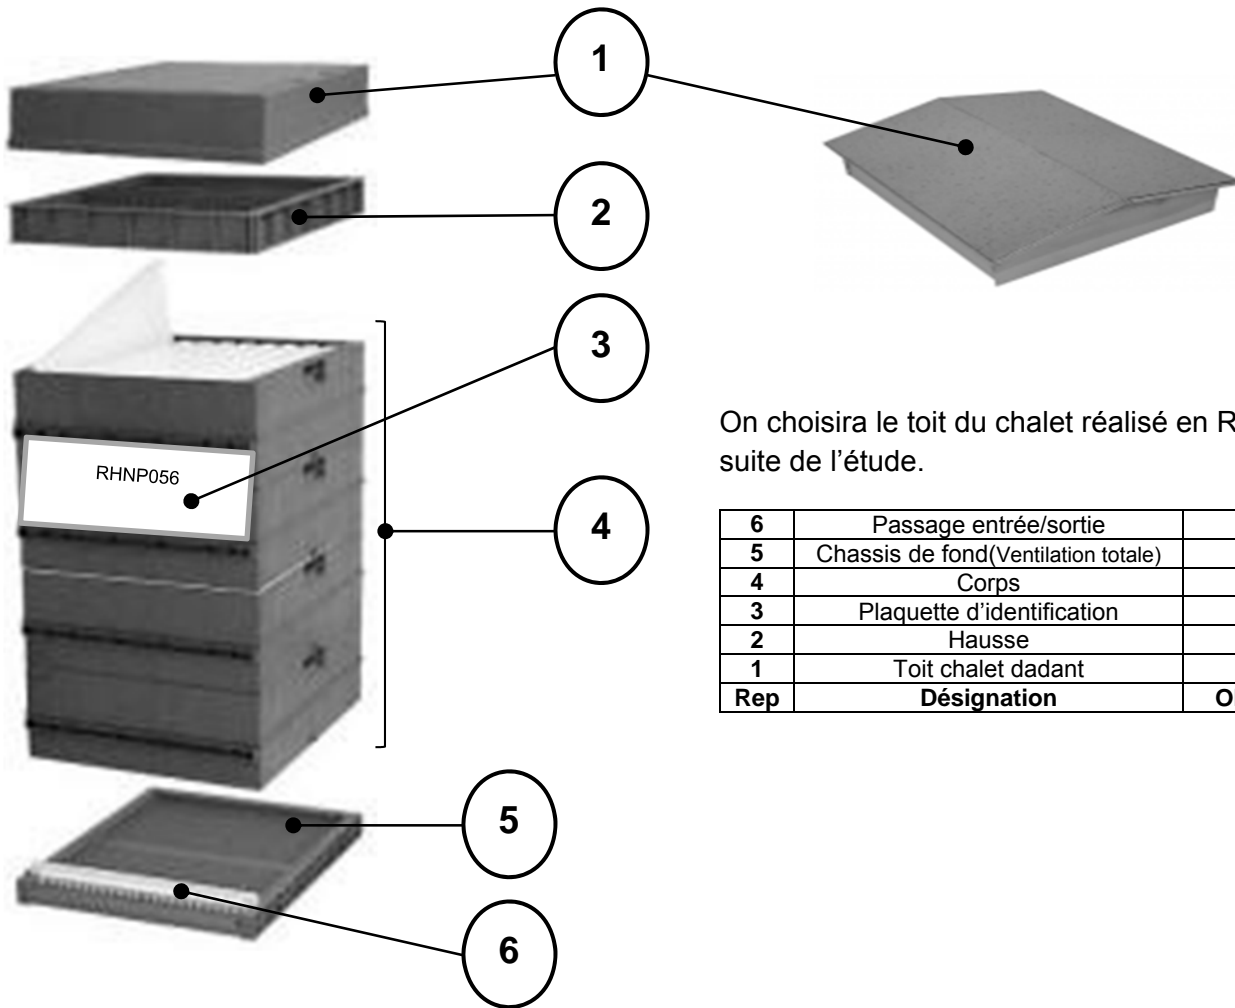 1
2
3
RHNP056
4
On choisira le toit du chalet réalisé en R
suite de l'étude.
6 Passage entrée/sortie
5 Chassis de fond(Ventilation totale)
4 Corps
3 Plaquette d'identification
2 Hausse
1 Toit chalet dadant
Rep Désignation
5
6